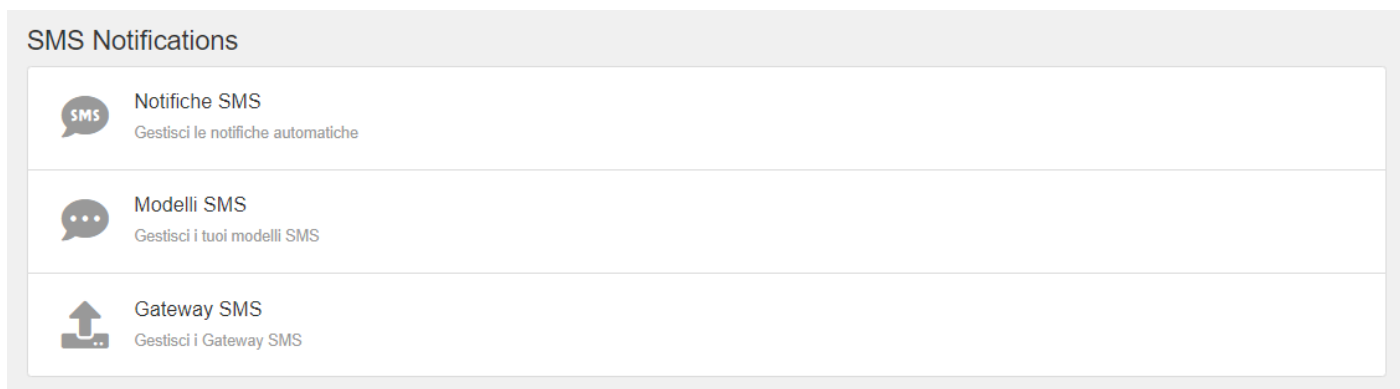 SMS Notifications
SMS
Notifiche SMS
Gestisci le notifiche automatiche
Modelli SMS
Gestisci i tuoi modelli SMS
Gateway SMS
Gestisci i Gateway SMS